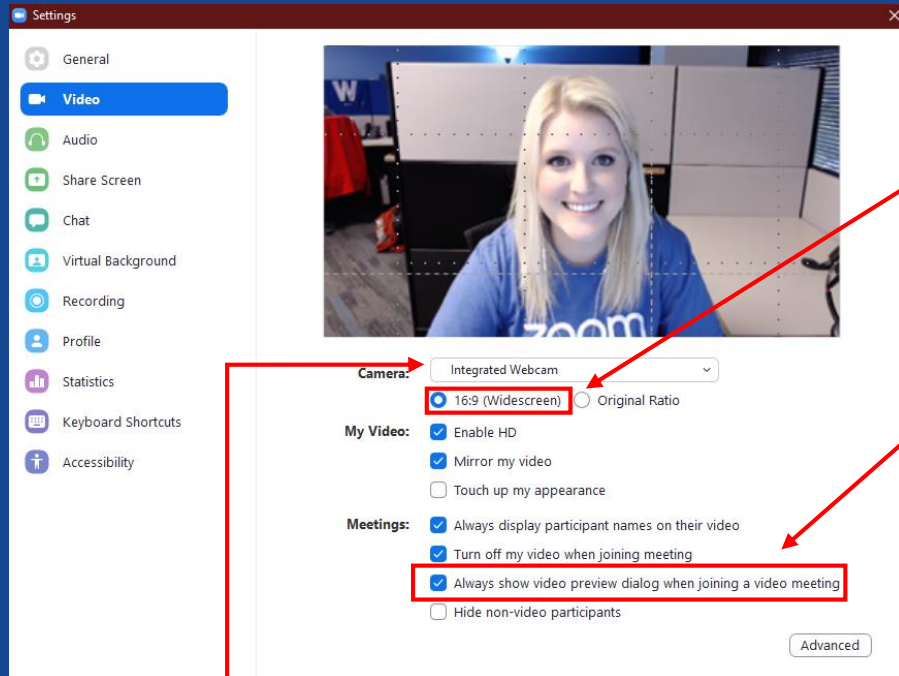 Settings
General
Video
Audio
Share Screen
Chat
Virtual Background
Recording
Profile
Statistics
Keyboard Shortcuts
Accessibility
W
zoom
Camera: Integrated Webcam
16:9 (Widescreen) Original Ratio
My Video: Enable HD
Mirror my video
Touch up my appearance
Meetings: Always display participant names on their video
Turn off my video when joining meeting
Always show video preview dialog when joining a video meeting
Hide non-video participants
Advanced